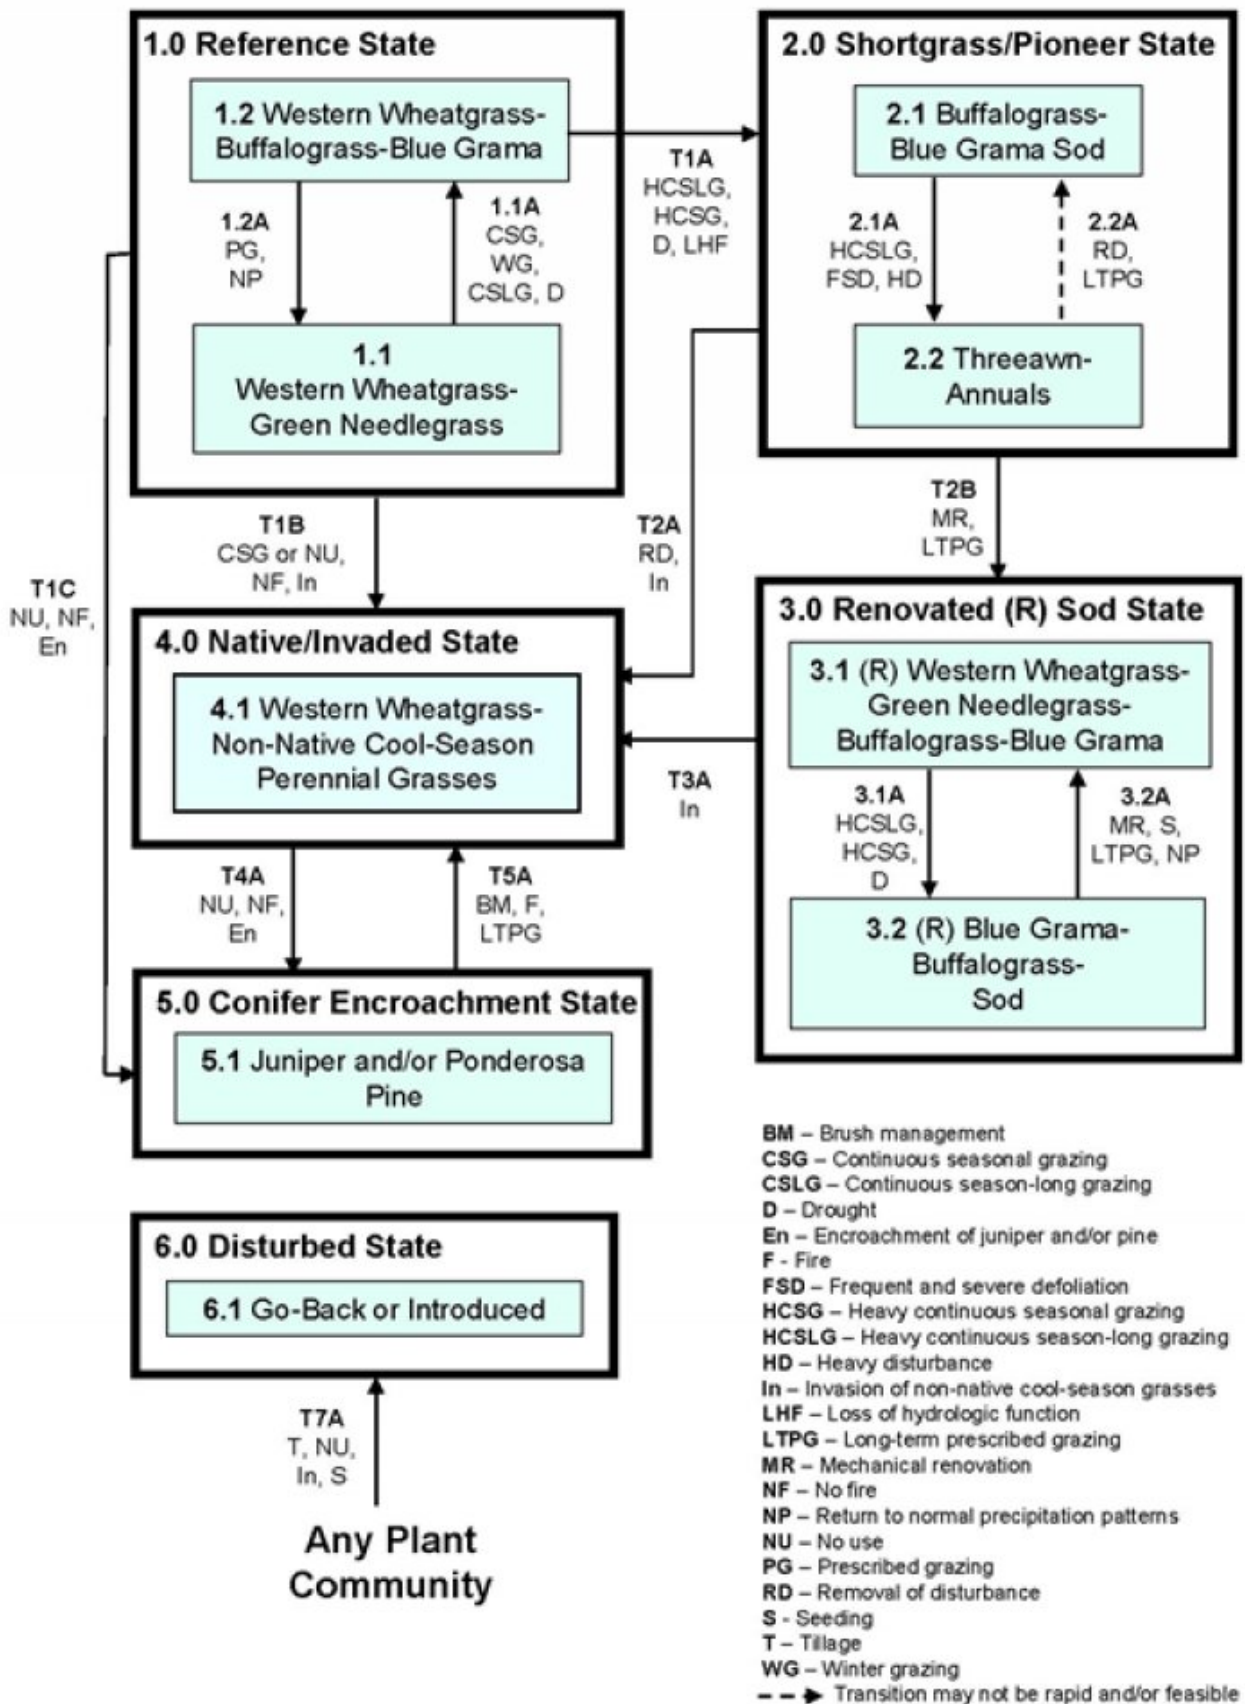 1.0 Reference State
1.2 Western Wheatgrass-
Buffalograss-Blue Grama
1.2A
PG,
NP
1.1A
CSG,
WG,
CSLG, D
1.1
Western Wheatgrass-
Green Needlegrass
T1A
HCSLG,
HCSG,
D, LHF
2.0 Shortgrass/Pioneer State
2.1 Buffalograss-
Blue Grama Sod
2.1A
HCSLG,
FSD, HD
2.2A
RD,
LTPG
2.2 Threeawn-
Annuals
T1B
CSG or NU,
NF, In
T2A
RD,
In
T2B
MR,
LTPG
T1C
NU, NF,
En
4.0 Native/Invaded State
4.1 Western Wheatgrass-
Non-Native Cool-Season
Perennial Grasses
T3A
In
3.0 Renovated (R) Sod State
3.1 (R) Western Wheatgrass-
Green Needlegrass-
Buffalograss-Blue Grama
3.1A
HCSLG,
HCSG,
D
3.2A
MR, S,
LTPG, NP
3.2 (R) Blue Grama-
Buffalograss-
Sod
T4A
NU, NF,
En
T5A
BM, F,
LTPG
5.0 Conifer Encroachment State
5.1 Juniper and/or Ponderosa
Pine
6.0 Disturbed State
6.1 Go-Back or Introduced
T7A
T, NU,
In, S
Any Plant
Community
BM – Brush management
CSG – Continuous seasonal grazing
CSLG – Continuous season-long grazing
D – Drought
En – Encroachment of juniper and/or pine
F - Fire
FSD – Frequent and severe defoliation
HCSG – Heavy continuous seasonal grazing
HCSLG – Heavy continuous season-long grazing
HD – Heavy disturbance
In – Invasion of non-native cool-season grasses
LHF – Loss of hydrologic function
LTPG – Long-term prescribed grazing
MR – Mechanical renovation
NF – No fire
NP – Return to normal precipitation patterns
NU – No use
PG – Prescribed grazing
RD – Removal of disturbance
S - Seeding
T – Tillage
WG – Winter grazing
Transition may not be rapid and/or feasible